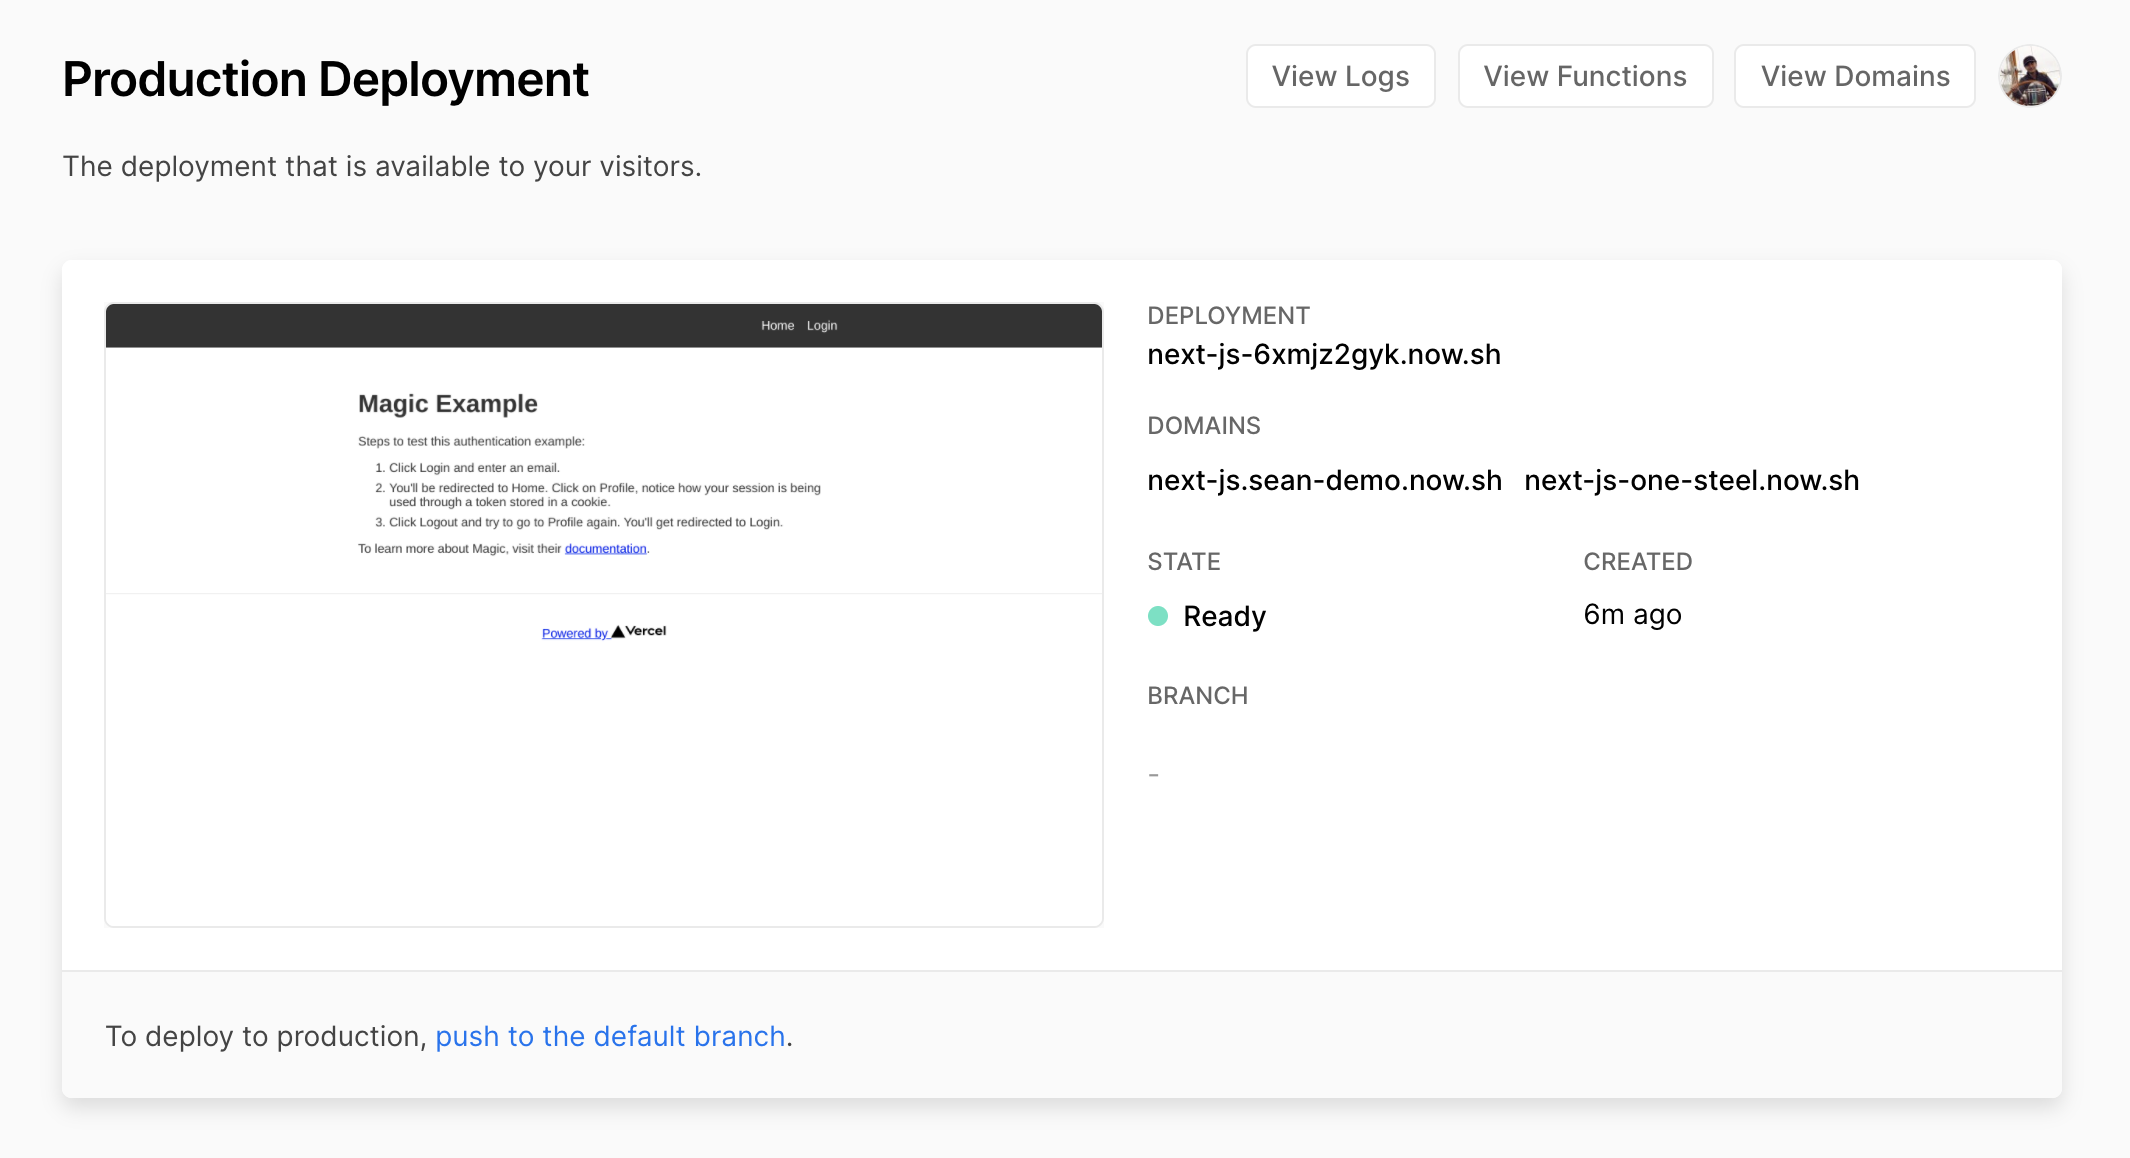 Production Deployment
View Logs
View Functions
View Domains
The deployment that is available to your visitors.
Home Login
Magic Example
Steps to test this authentication example:
1. Click Login and enter an email.
2. You'll be redirected to Home. Click on Profile, notice how your session is being
used through a token stored in a cookie.
3. Click Logout and try to go to Profile again. You'll get redirected to Login.
To learn more about Magic, visit their documentation.
Powered by Vercel
DEPLOYMENT
next-js-6xmjz2gyk.now.sh
DOMAINS
next-js.sean-demo.now.sh next-js-one-steel.now.sh
STATE
Ready
CREATED
6m ago
BRANCH
-
To deploy to production, push to the default branch.